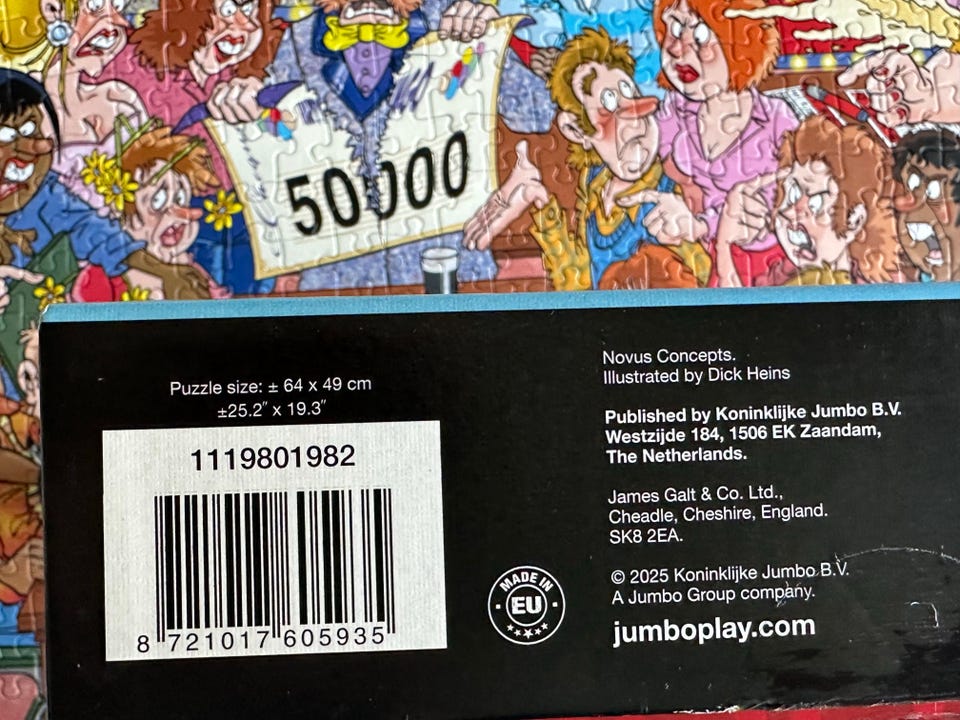 50000
Puzzle size: ± 64 x 49 cm
±25.2" x 19.3"
1119801982
8 721017 605935
MADE IN
EU
Novus Concepts.
Illustrated by Dick Heins
Published by Koninklijke Jumbo B.V.
Westzijde 184, 1506 EK Zaandam,
The Netherlands.
James Galt & Co. Ltd.,
Cheadle, Cheshire, England.
SK8 2EA.
© 2025 Koninklijke Jumbo B.V.
A Jumbo Group company.
jumboplay.com